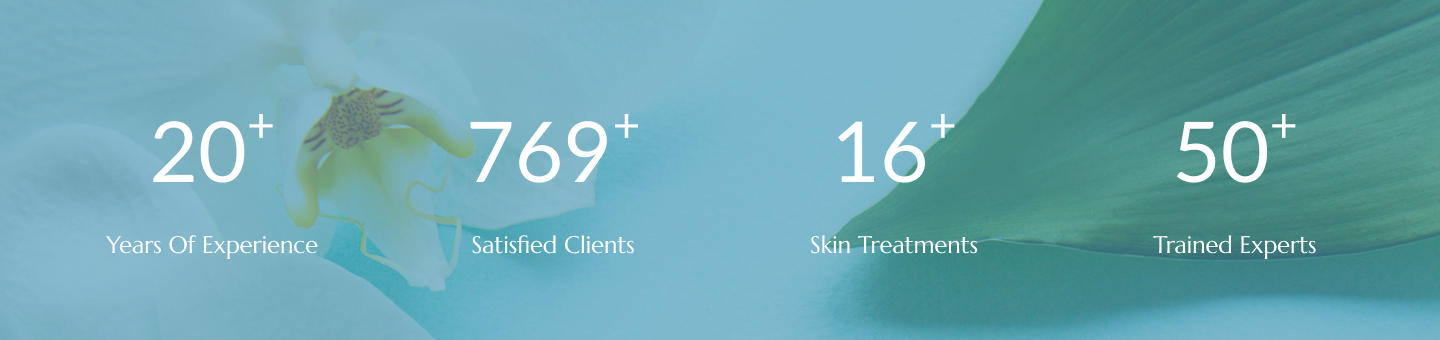 20+ 769+ 16+ 50+
Years Of Experience Satisfied Clients Skin Treatments Trained Experts